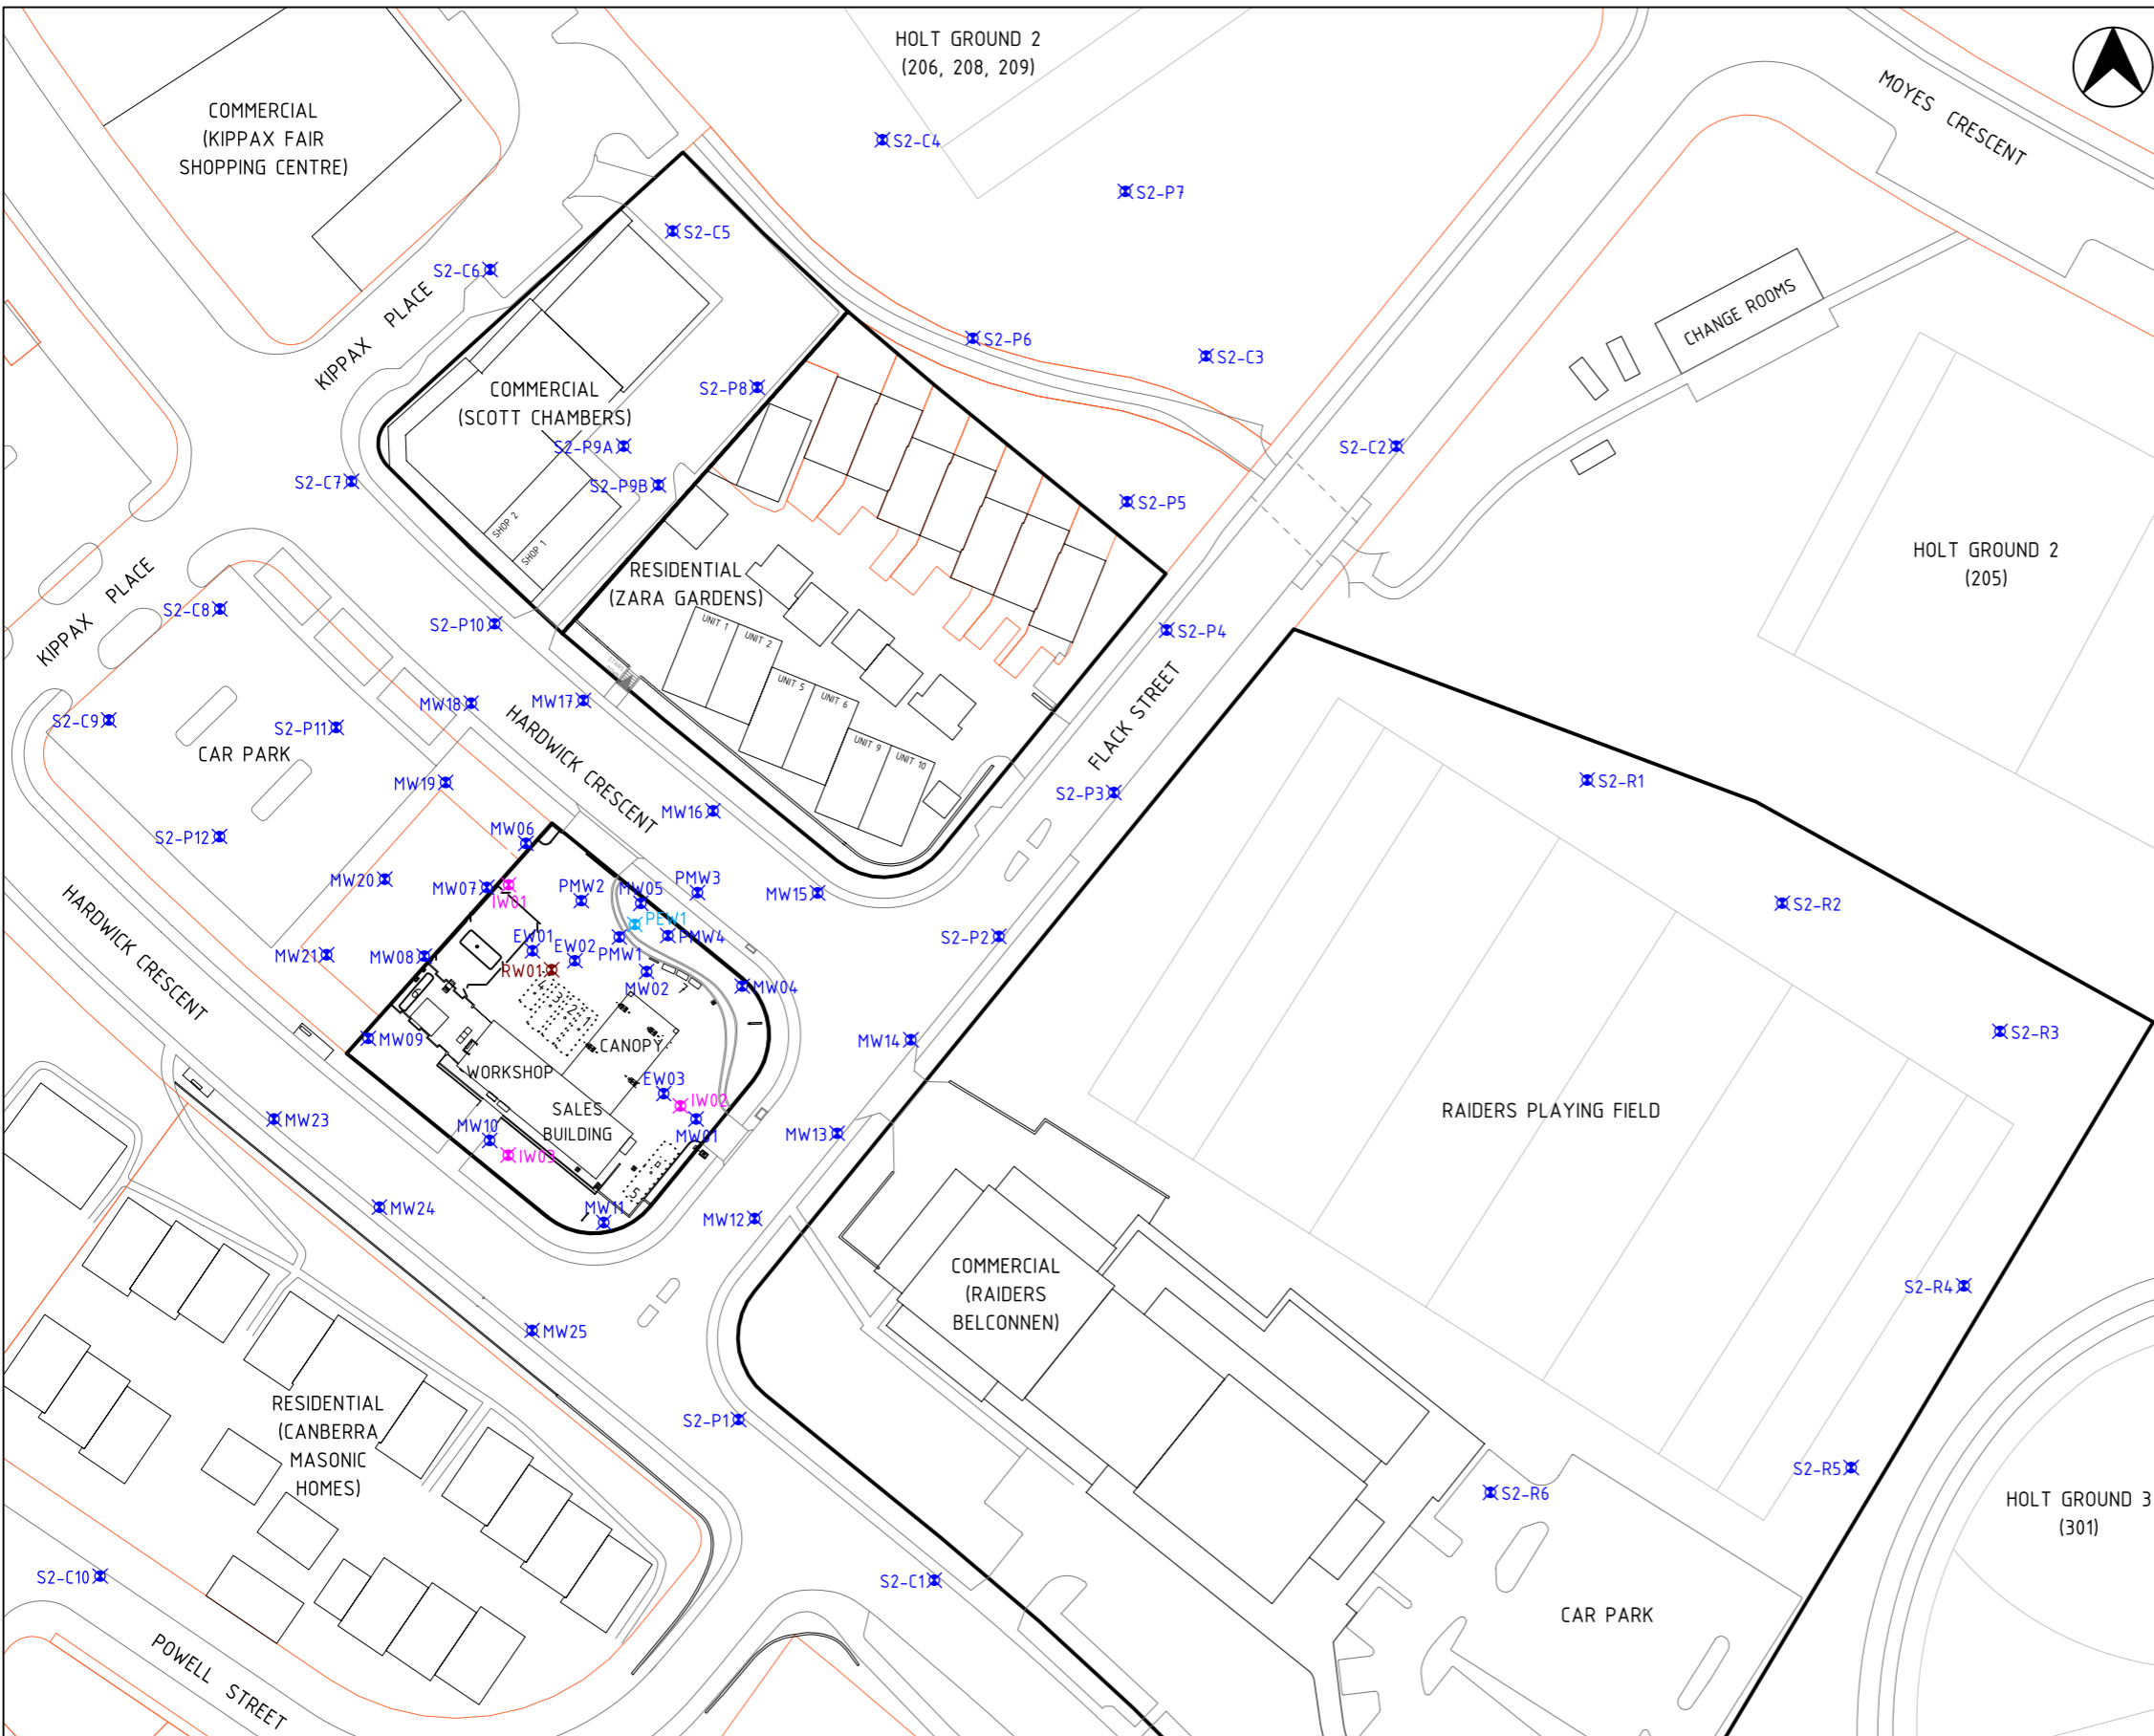 HOLT GROUND 2
(206, 208, 209)
MOYES CRESCENT
COMMERCIAL
(KIPPAX FAIR
SHOPPING CENTRE)
S2-C4
S2-P7
S2-C5
S2-C6
KIPPAX PLACE
CHANGE ROOMS
S2-P6
S2-C3
COMMERCIAL
(SCOTT CHAMBERS)
S2-P8
S2-P9A
S2-C2
S2-C7
S2-P9B
S2-P5
SHOP 2
SHOP 1
HOLT GROUND 2
(205)
RESIDENTIAL
(ZARA GARDENS)
KIPPAX PLACE
S2-C8
S2-P10
UNIT 1
UNIT 2
S2-P4
FLACK STREET
UNIT 5
UNIT 6
MW18
MW17
HARDWICK CRESCENT
S2-C9
S2-P11
CAR PARK
UNIT 9
UNIT 10
MW19
S2-P3
S2-R1
MW16
S2-P12
MW06
MW20
MW07
IW01
PMW2
MW05
PMW3
MW15
S2-R2
HARDWICK CRESCENT
PEW1
EW01
EW02
PMW1
PMW4
S2-P2
MW21
MW08
RW01
MW02
MW04
4
3
2
1
MW09
CANOPY
MW14
S2-R3
WORKSHOP
EW03
IW02
SALES
BUILDING
MW01
MW23
MW10
IW03
MW13
RAIDERS PLAYING FIELD
5
MW24
MW11
MW12
COMMERCIAL
(RAIDERS
BELCONNEN)
S2-R4
MW25
RESIDENTIAL
(CANBERRA
MASONIC
HOMES)
S2-P1
S2-R5
S2-R6
HOLT GROUND 3
(301)
S2-C10
S2-C1
CAR PARK
POWELL STREET